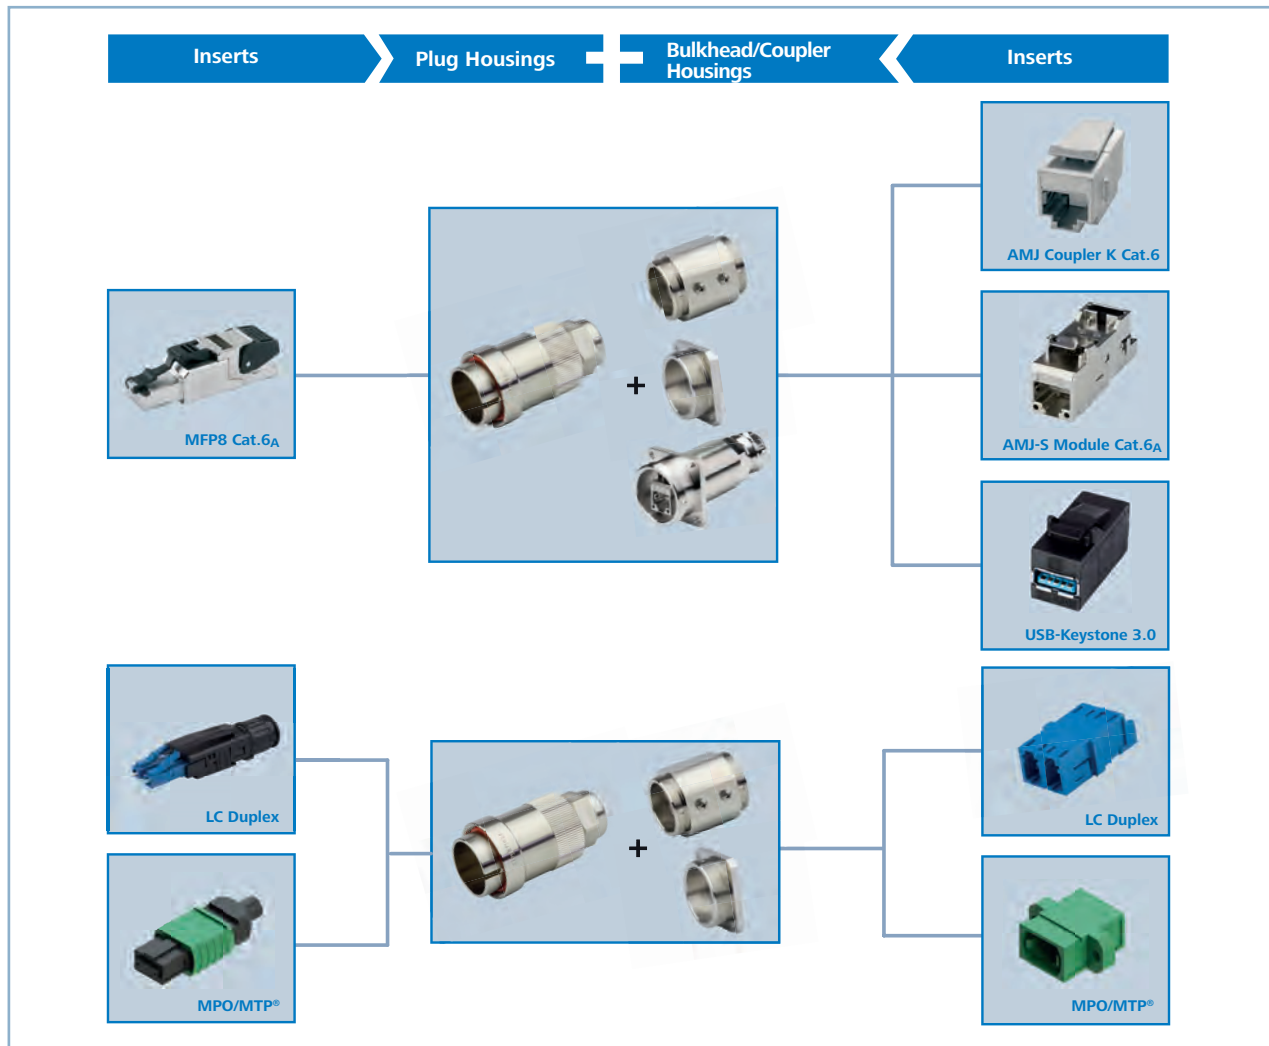 Inserts
Plug Housings
Bulkhead/Coupler
Housings
Inserts
AMJ Coupler K Cat.6
MFP8 Cat.6A
+
AMJ-S Module Cat.6A
USB-Keystone 3.0
LC Duplex
+
LC Duplex
MPO/MTP®
MPO/MTP®